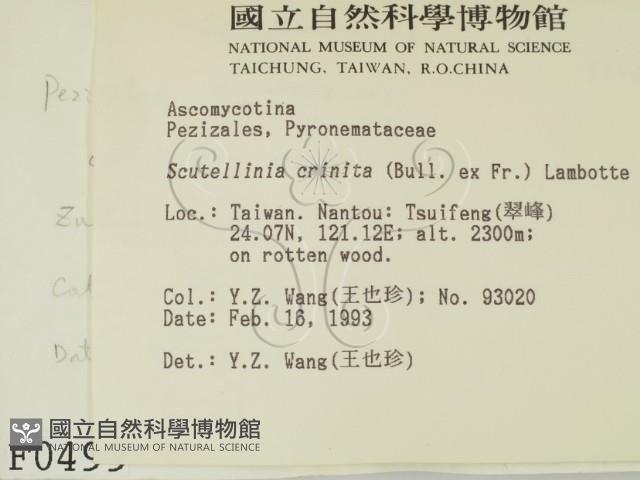 國立自然科學博物館
NATIONAL MUSEUM OF NATURAL SCIENCE
TAICHUNG, TAIWAN, R.O.CHINA
Ascomycotina
Pezizales, Pyronemataceae
Scutellinia crinita (Bull. ex Fr.) Lambotte
Loc.: Taiwan. Nantou: Tsuifeng(翠峰)
24.07N, 121.12E; alt. 2300m;
on rotten wood.
Col.: Y.Z. Wang(王也珍); No. 93020
Date: Feb. 16, 1993
Det.: Y.Z. Wang(王也珍)
國立自然科學博物館
NATIONAL MUSEUM OF NATURAL SCIENCE